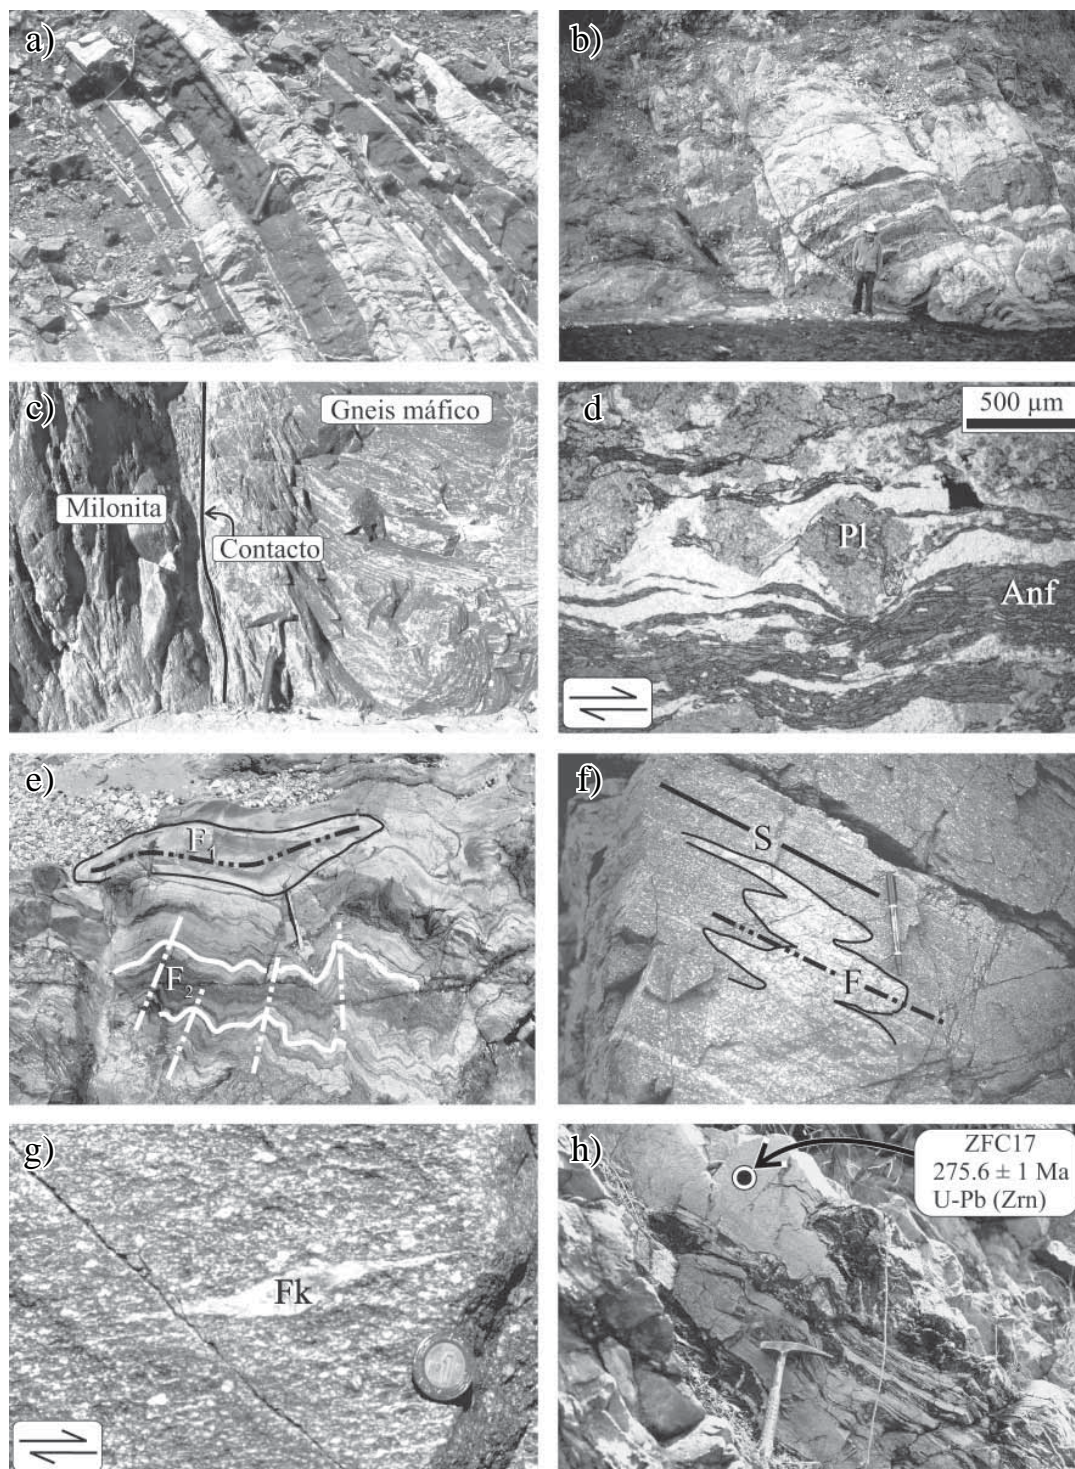 a)
b)
c)
Gneis máfico
Milonita
Contacto
d)
500 µm
Pl
Anf
e)
F1
F2
f)
S
F
g)
Fk
h)
ZFC17
275.6 ± 1 Ma
U-Pb (Zrn)